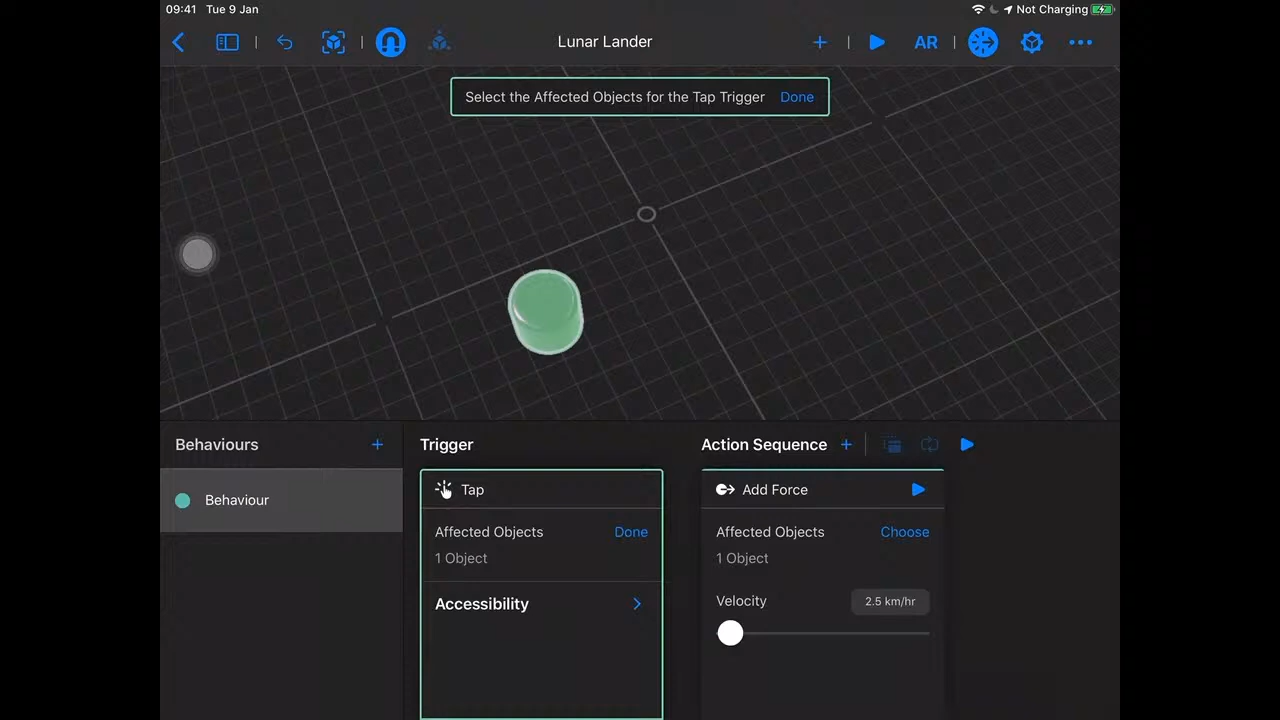 09:41 Tue 9 Jan
Not Charging
Lunar Lander
AR
Select the Affected Objects for the Tap Trigger Done
Behaviours
Behaviour
Trigger
Tap
Affected Objects Done
1 Object
Accessibility
Action Sequence
Add Force
Affected Objects Choose
1 Object
Velocity 2.5 km/hr